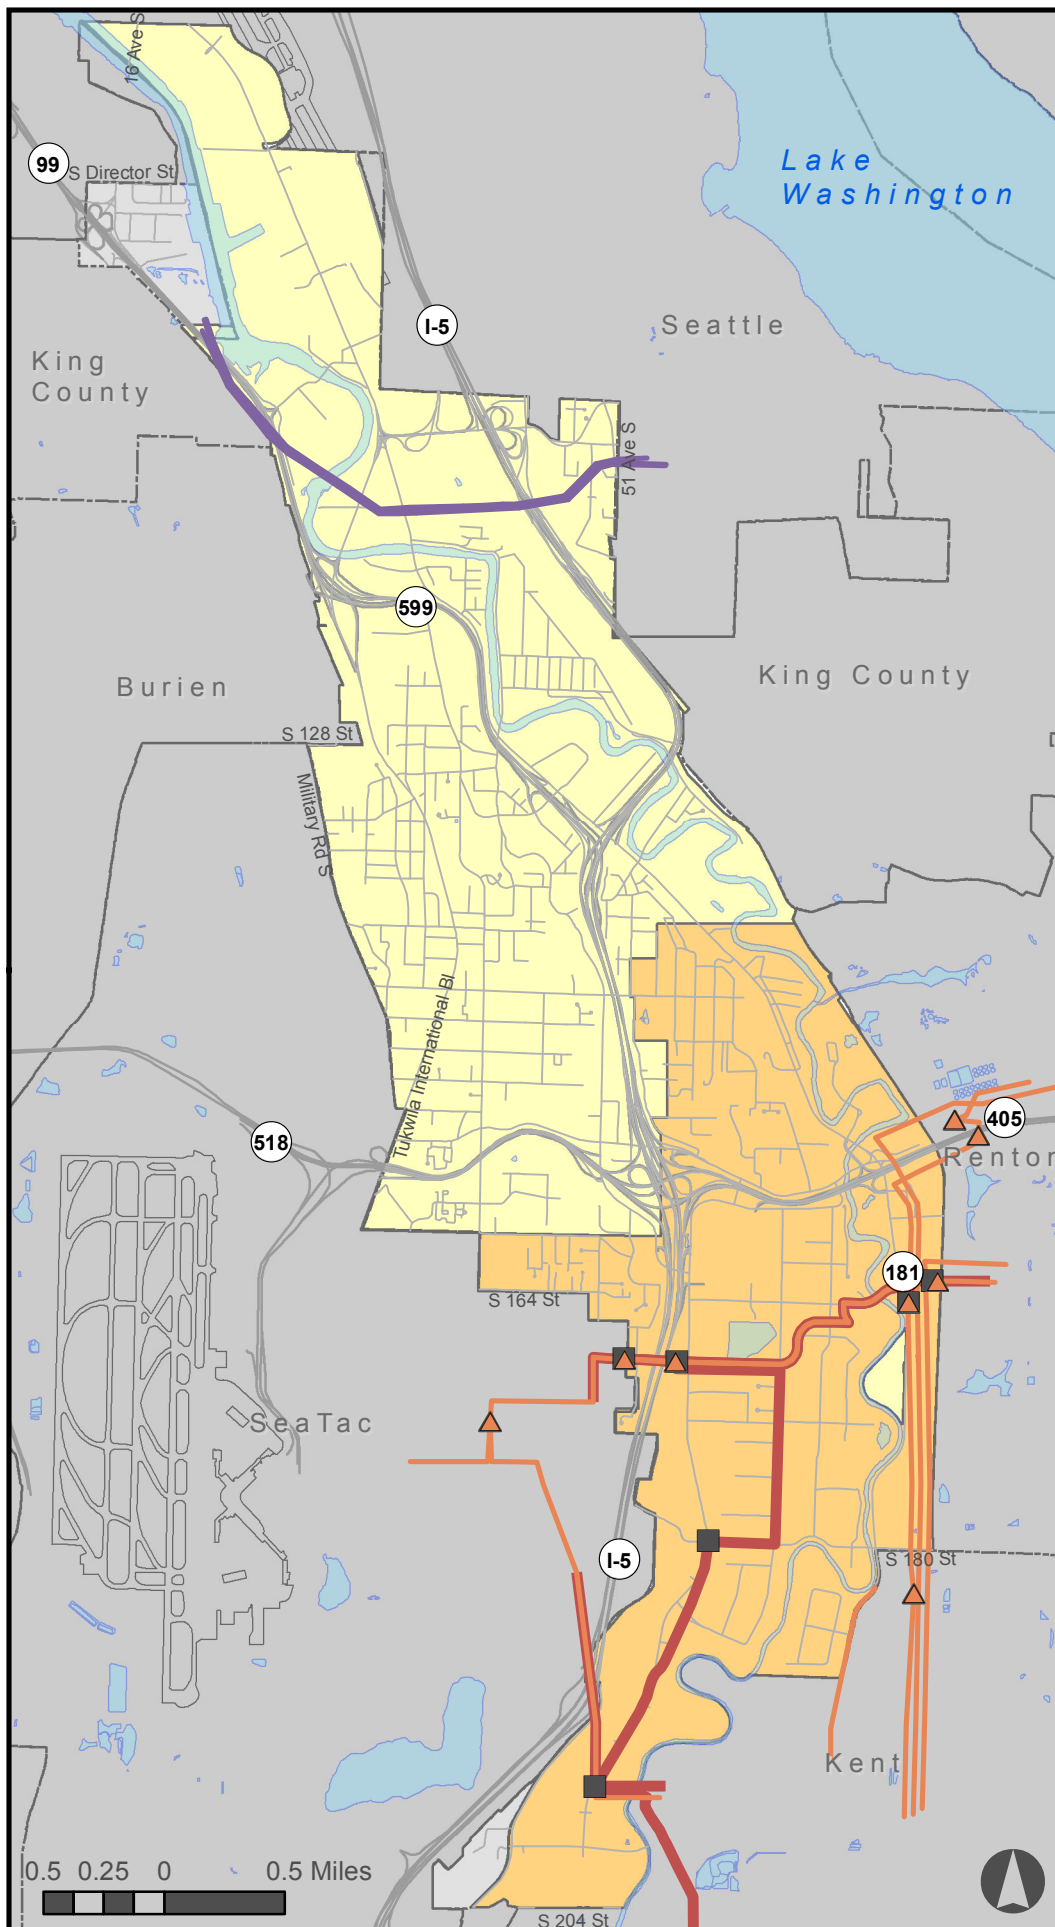 16 Ave S
99
S Director St
Lake
Washington
I-5
Seattle
King
County
51 Ave S
599
King County
Burien
S 128 St
Military Rd S
Tukwila International Bl
518
405
Renton
181
S 164 St
SeaTac
I-5
S 180 St
Kent
0.5 0.25 0 0.5 Miles
S 204 St